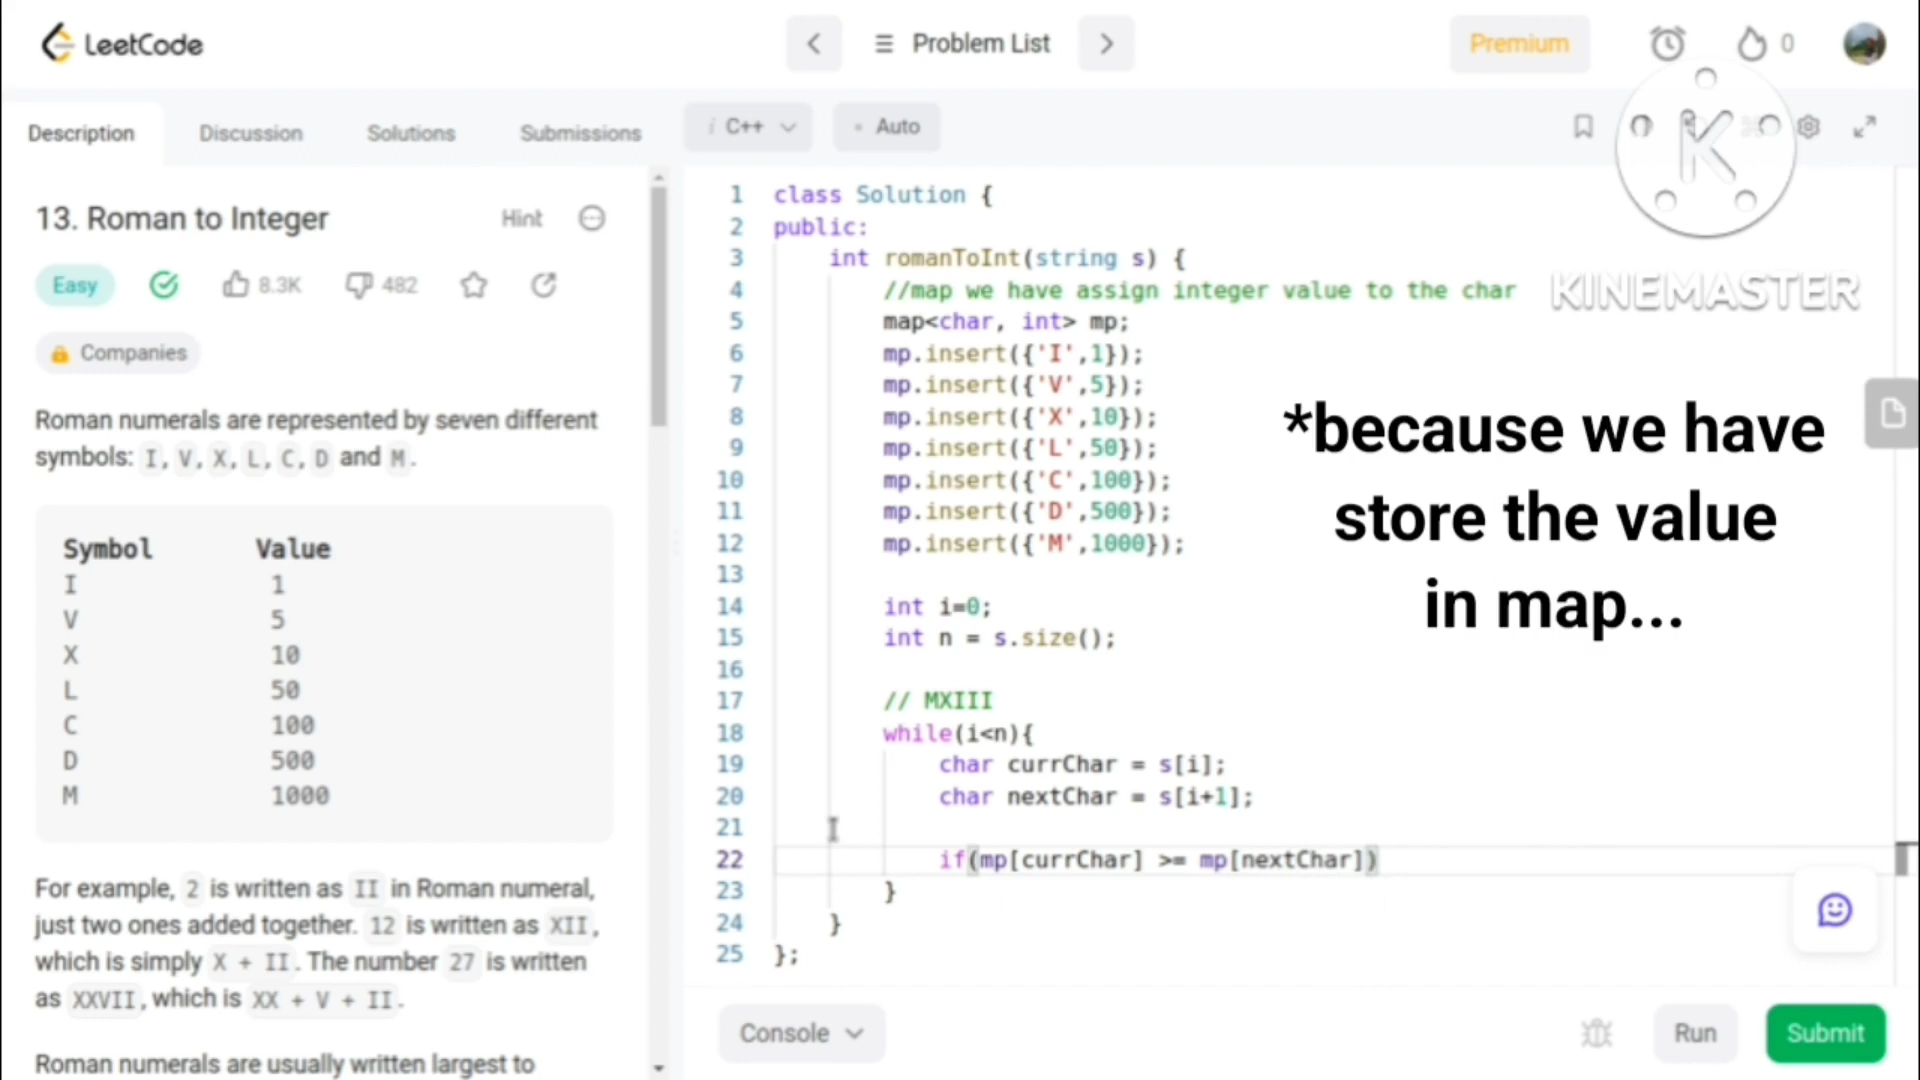 LeetCode
Problem List
Premium
0
Description
Discussion
Solutions
Submissions
i C++
Auto
KINEMASTER
13. Roman to Integer
Hint
Easy
8.3K
482
Companies
Roman numerals are represented by seven different
symbols: I, V, X, L, C, D and M.
Symbol Value
I 1
V 5
X 10
L 50
C 100
D 500
M 1000
For example, 2 is written as II in Roman numeral,
just two ones added together. 12 is written as XII,
which is simply X + II. The number 27 is written
as XXVII, which is XX + V + II.
Roman numerals are usually written largest to
1 class Solution {
2 public:
3 int romanToInt(string s) {
4 //map we have assign integer value to the char
5 map<char, int> mp;
6 mp.insert({'I',1});
7 mp.insert({'V',5});
8 mp.insert({'X',10});
9 mp.insert({'L',50});
10 mp.insert({'C',100});
11 mp.insert({'D',500});
12 mp.insert({'M',1000});
13
14 int i=0;
15 int n = s.size();
16
17 // MXIII
18 while(i<n){
19 char currChar = s[i];
20 char nextChar = s[i+1];
21
22 if(mp[currChar] >= mp[nextChar])
23 }
24 }
25 };
*because we have
store the value
in map...
Console
Run
Submit